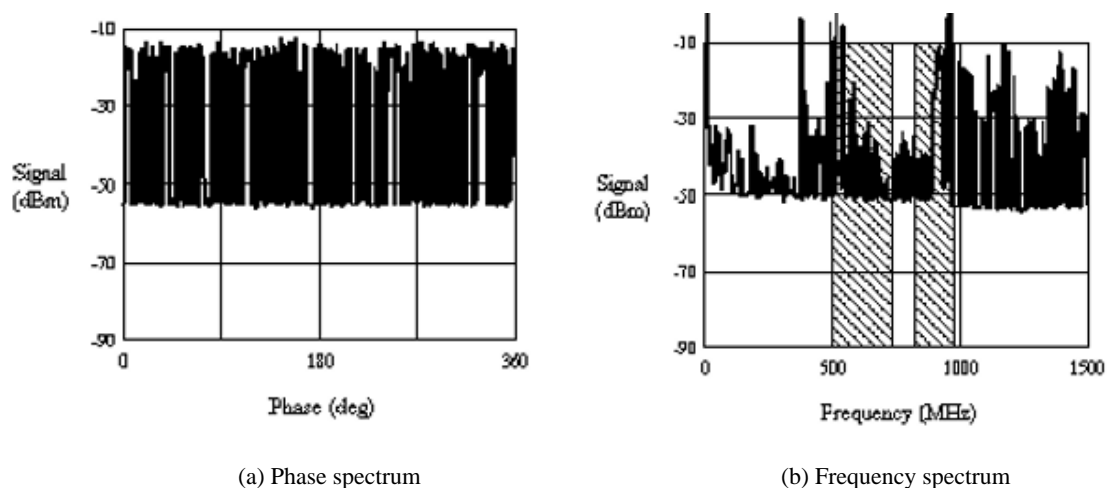 -10
-30
-50
-70
-90
Signal
(dBm)
0
180
360
Phase (deg)
(a) Phase spectrum
-10
-30
-50
-70
-90
Signal
(dBm)
0
500
1000
1500
Frequency (MHz)
(b) Frequency spectrum